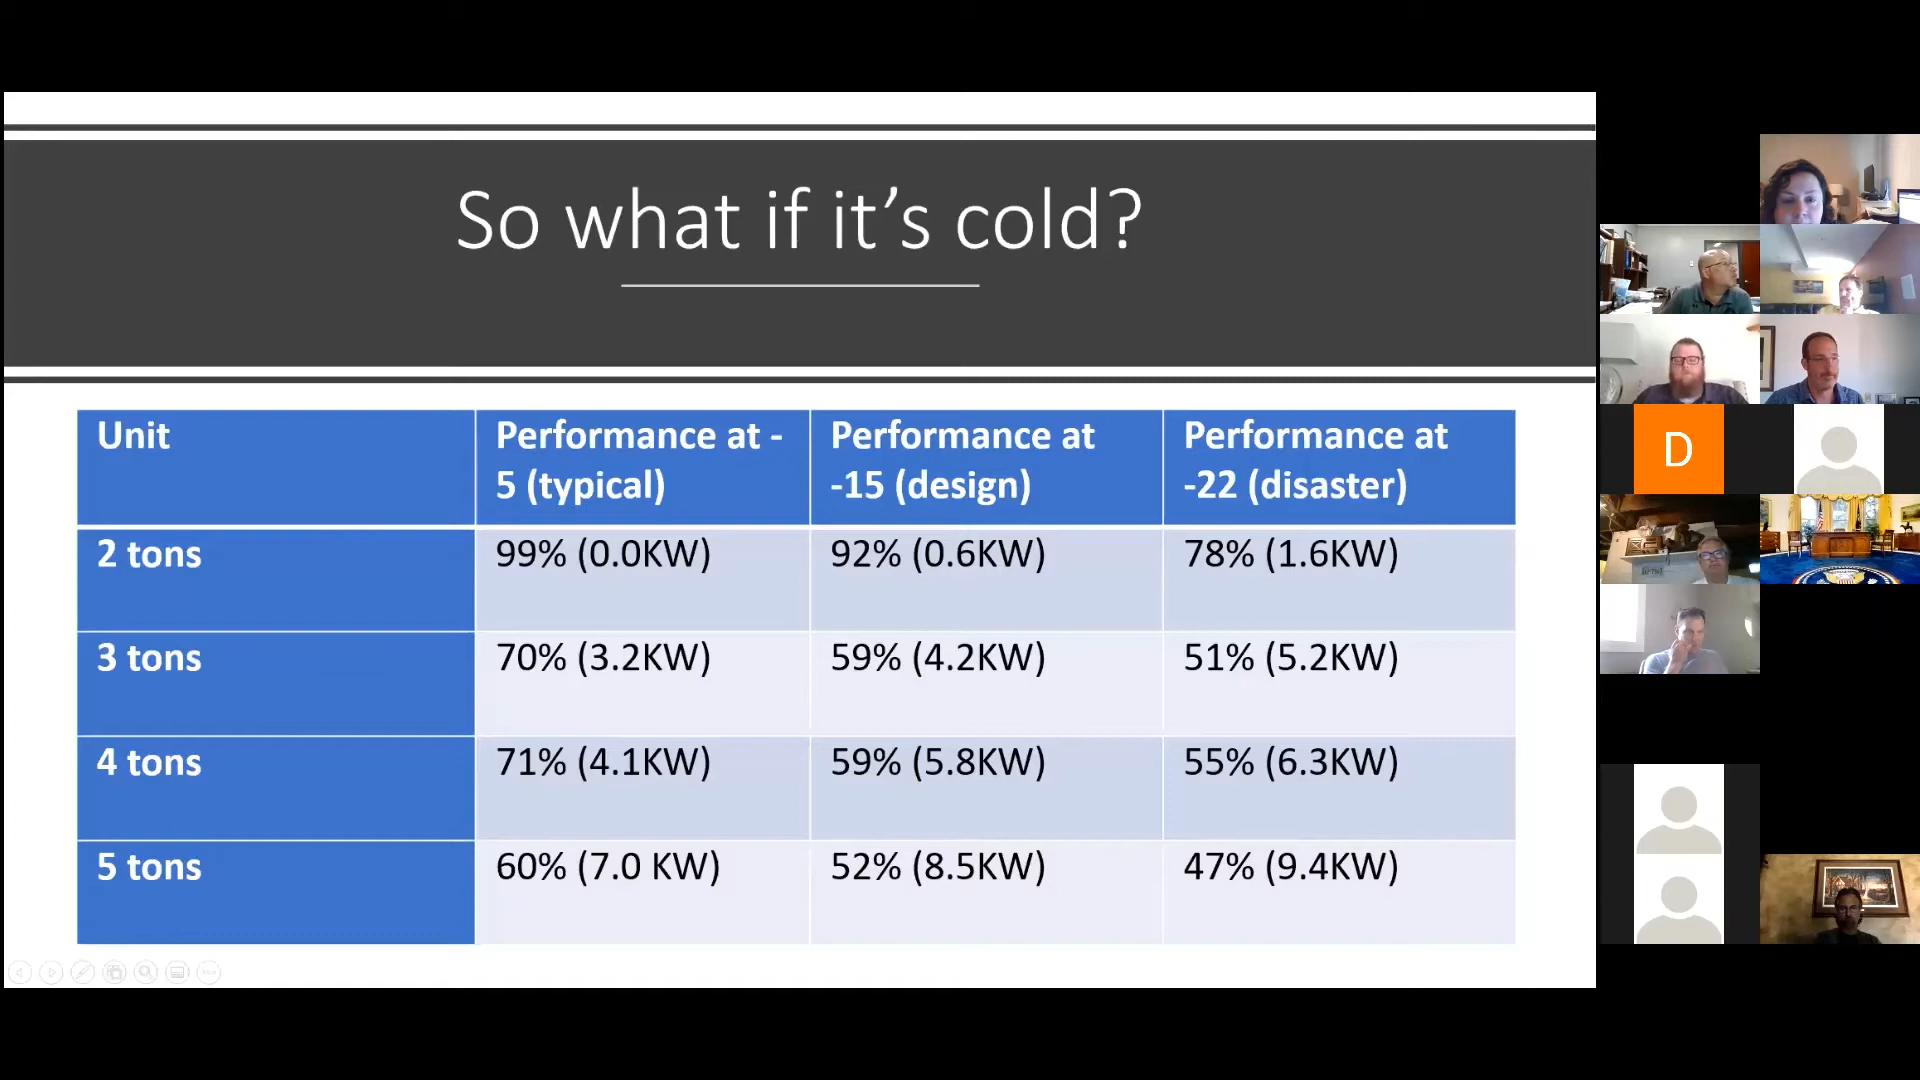 So what if it's cold?
Unit
Performance at -
5 (typical)
Performance at
-15 (design)
Performance at
-22 (disaster)
2 tons
99% (0.0KW)
92% (0.6KW)
78% (1.6KW)
3 tons
70% (3.2KW)
59% (4.2KW)
51% (5.2KW)
4 tons
71% (4.1KW)
59% (5.8KW)
55% (6.3KW)
5 tons
60% (7.0 KW)
52% (8.5KW)
47% (9.4KW)
D